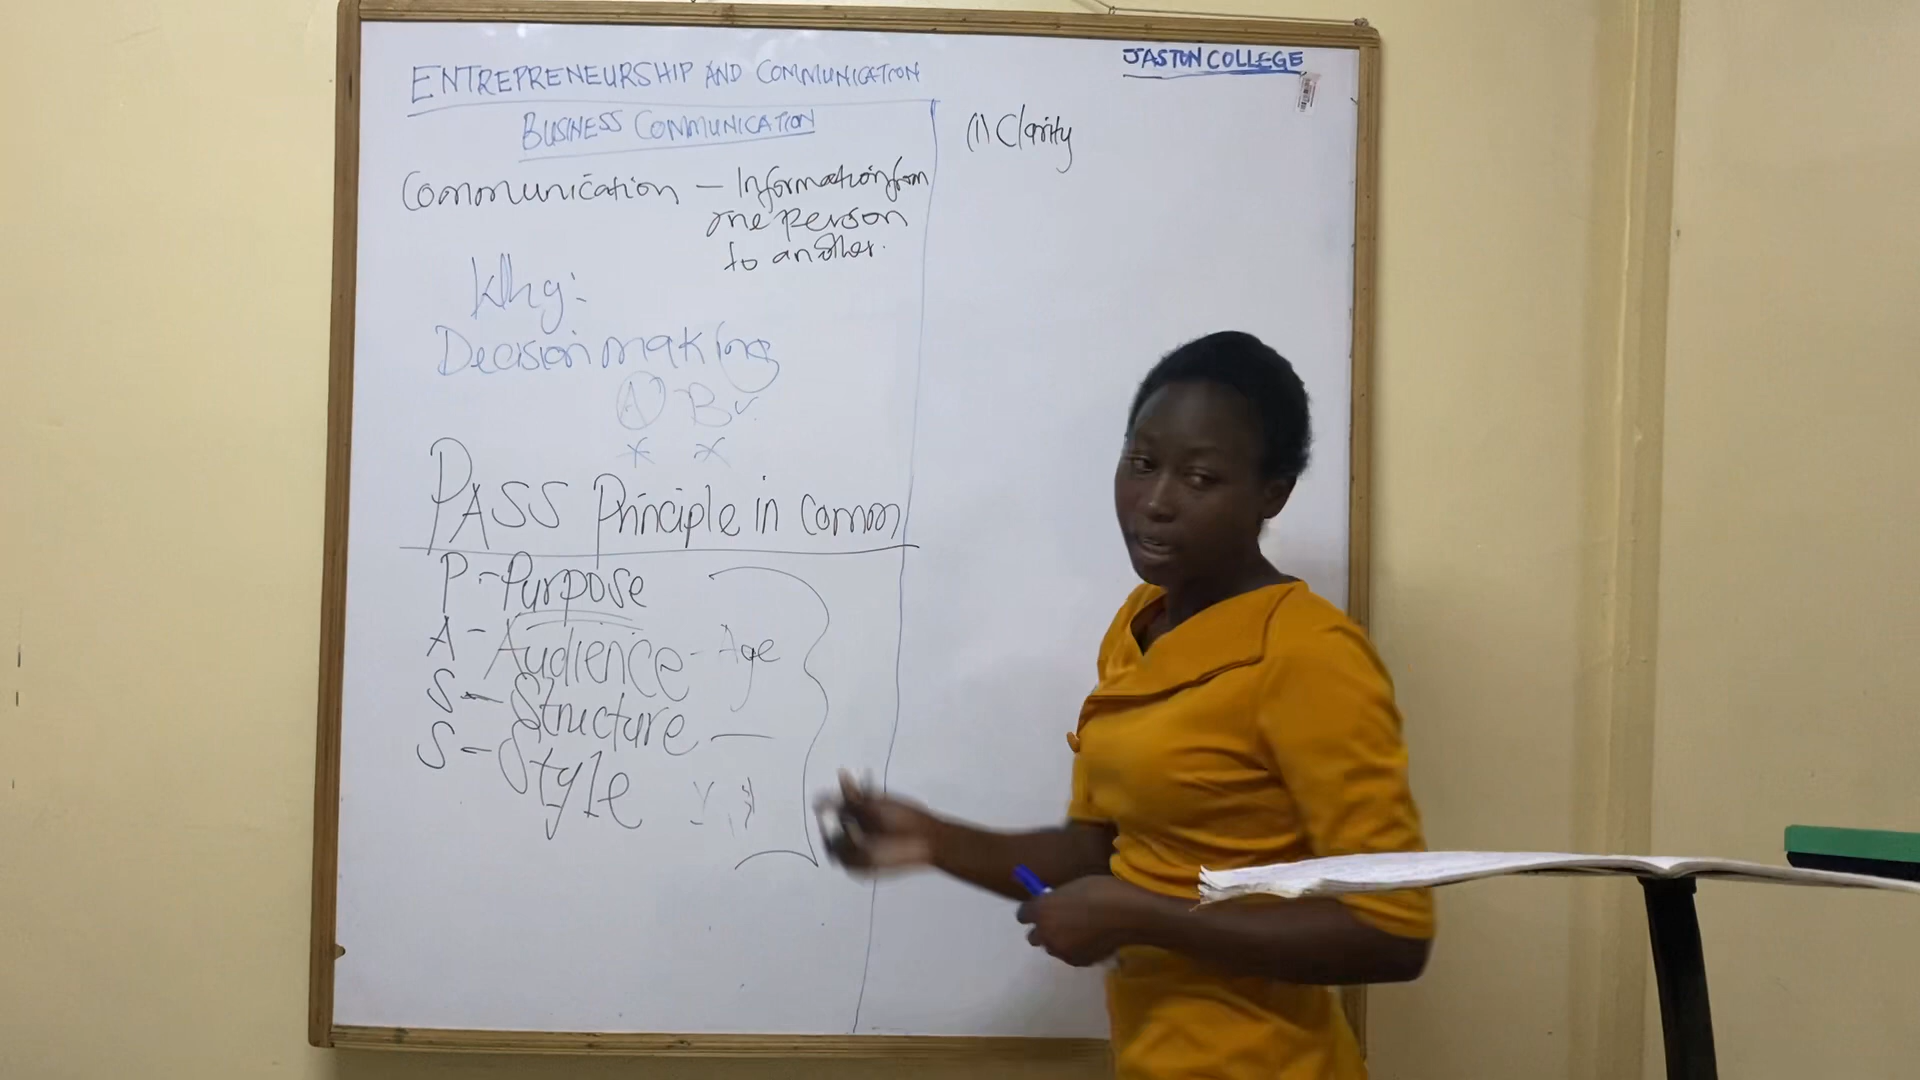 ENTREPRENEURSHIP AND COMMUNICATION
BUSINESS COMMUNICATION
Communication – Information from
one person
to another.
Decision making
A B
PASS Principle in Comm
P - Purpose
A - Audience - Age
S - Structure —
S - Style
JASTON COLLEGE
(1) Clarity